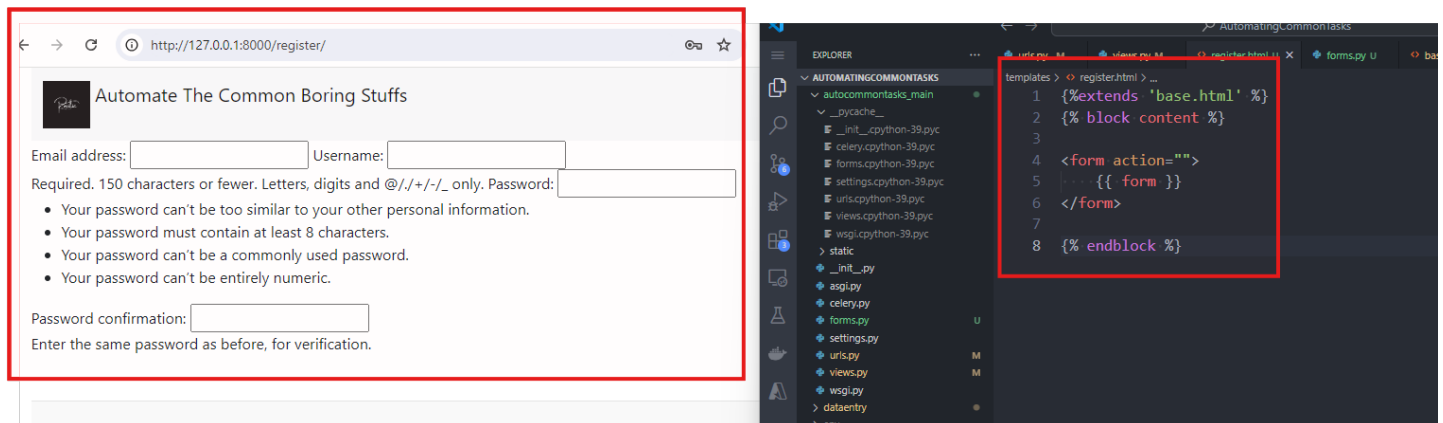 http://127.0.0.1:8000/register/
Automate The Common Boring Stuffs
Email address: Username:
Required. 150 characters or fewer. Letters, digits and @/./+/-/_ only. Password:
• Your password can’t be too similar to your other personal information.
• Your password must contain at least 8 characters.
• Your password can’t be a commonly used password.
• Your password can’t be entirely numeric.
Password confirmation:
Enter the same password as before, for verification.
AutomatingCommonTasks
EXPLORER
AUTOMATINGCOMMONTASKS
autocommontasks_main
__pycache__
__init__.cpython-39.pyc
celery.cpython-39.pyc
forms.cpython-39.pyc
settings.cpython-39.pyc
urls.cpython-39.pyc
views.cpython-39.pyc
wsgi.cpython-39.pyc
static
__init__.py
asgi.py
celery.py
forms.py U
settings.py
urls.py M
views.py M
wsgi.py
dataentry
6
3
urls.py M views.py M register.html U forms.py U
templates > register.html > ...
1 {%extends 'base.html' %}
2 {% block content %}
3
4 <form action="">
5 {{ form }}
6 </form>
7
8 {% endblock %}